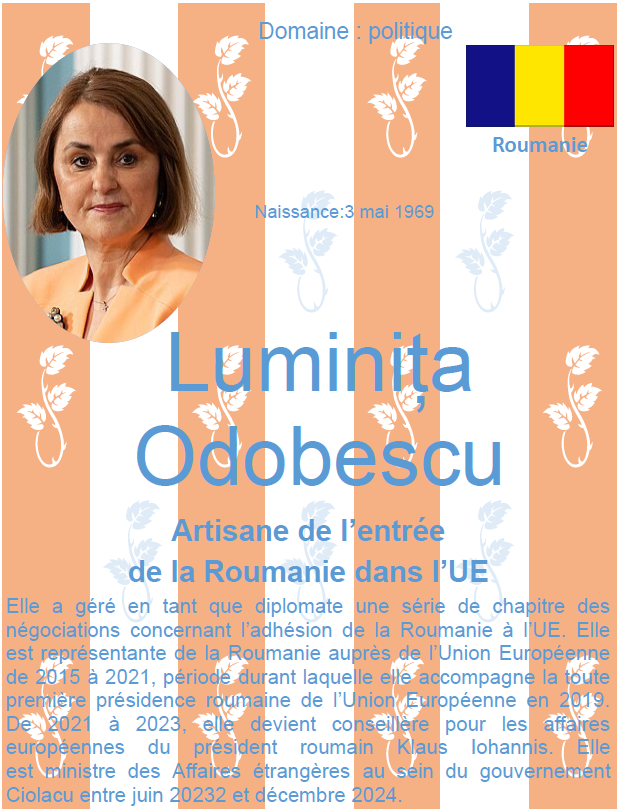 Domaine : politique
Roumanie
Naissance:3 mai 1969
Luminița
Odobescu
Artisane de l’entrée
de la Roumanie dans l’UE
Elle a géré en tant que diplomate une série de chapitre des
négociations concernant l’adhésion de la Roumanie à l’UE. Elle
est représentante de la Roumanie auprès de l’Union Européenne
de 2015 à 2021, période durant laquelle elle accompagne la toute
première présidence roumaine de l’Union Européenne en 2019.
De 2021 à 2023, elle devient conseillère pour les affaires
européennes du président roumain Klaus Iohannis. Elle
est ministre des Affaires étrangères au sein du gouvernement
Ciolacu entre juin 20232 et décembre 2024.